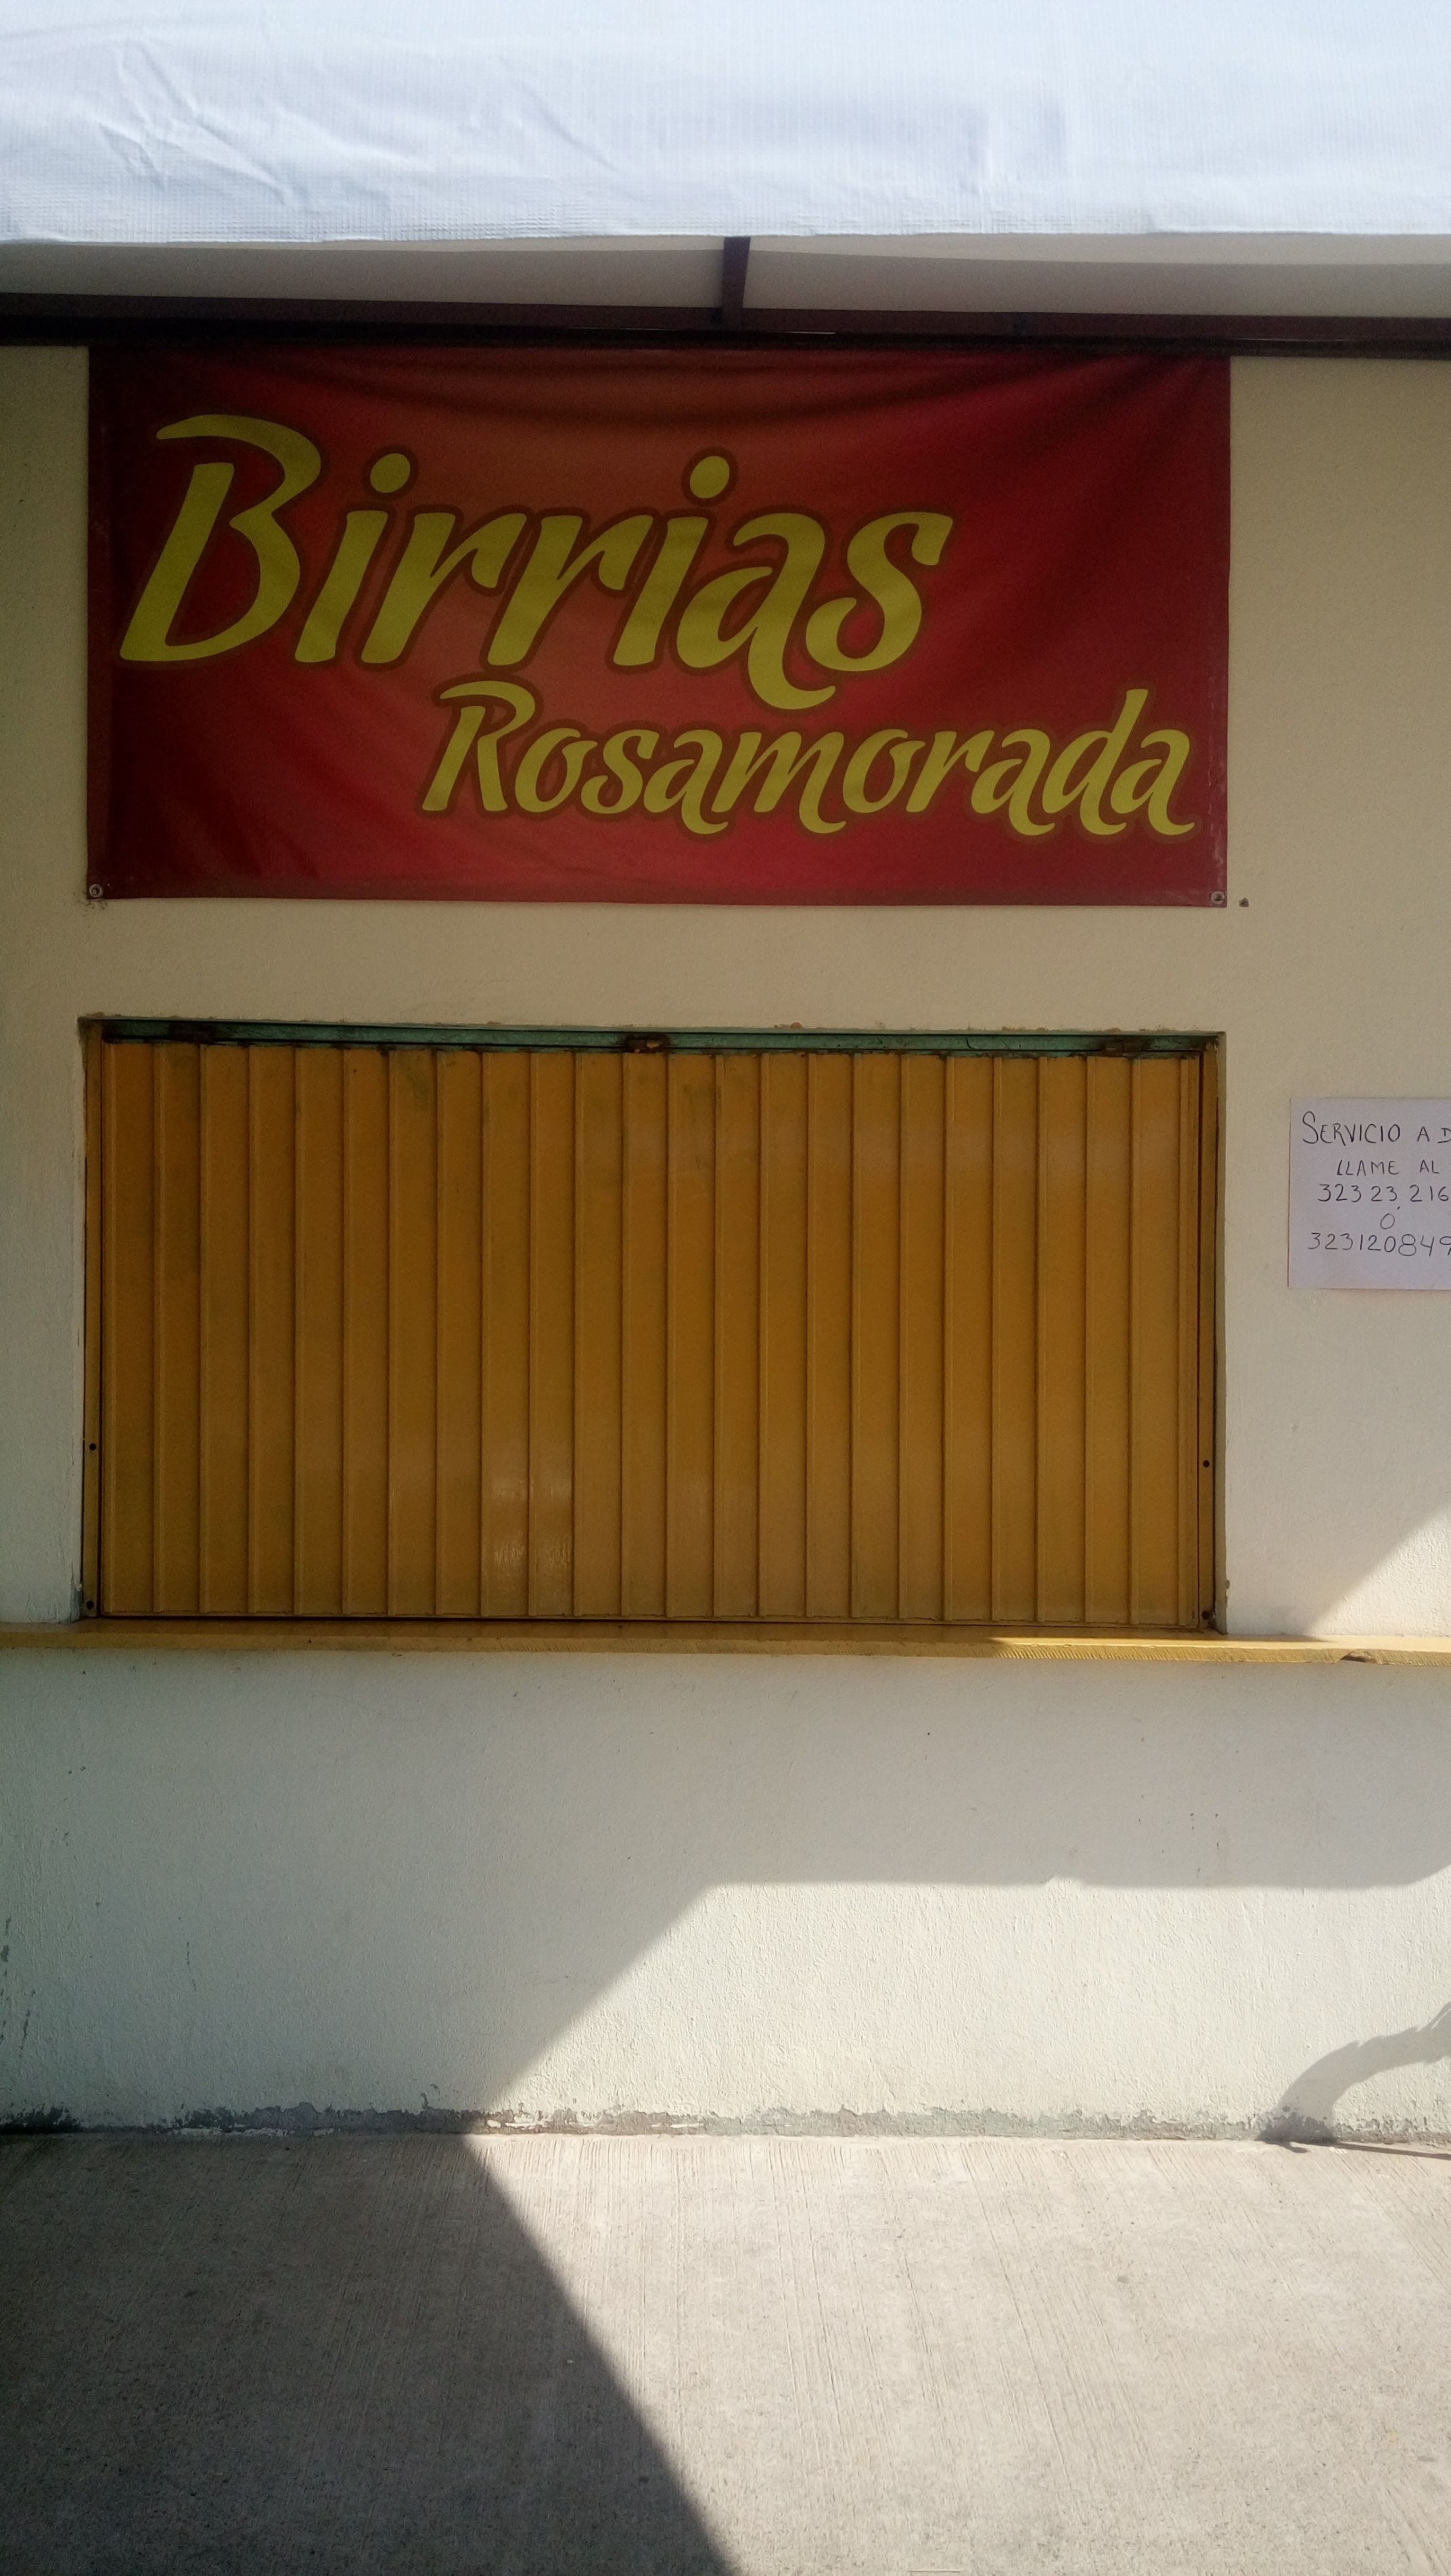 Birrias
Rosamorada
SERVICIO A
LLAME AL
323 23 216
Ó
323120849